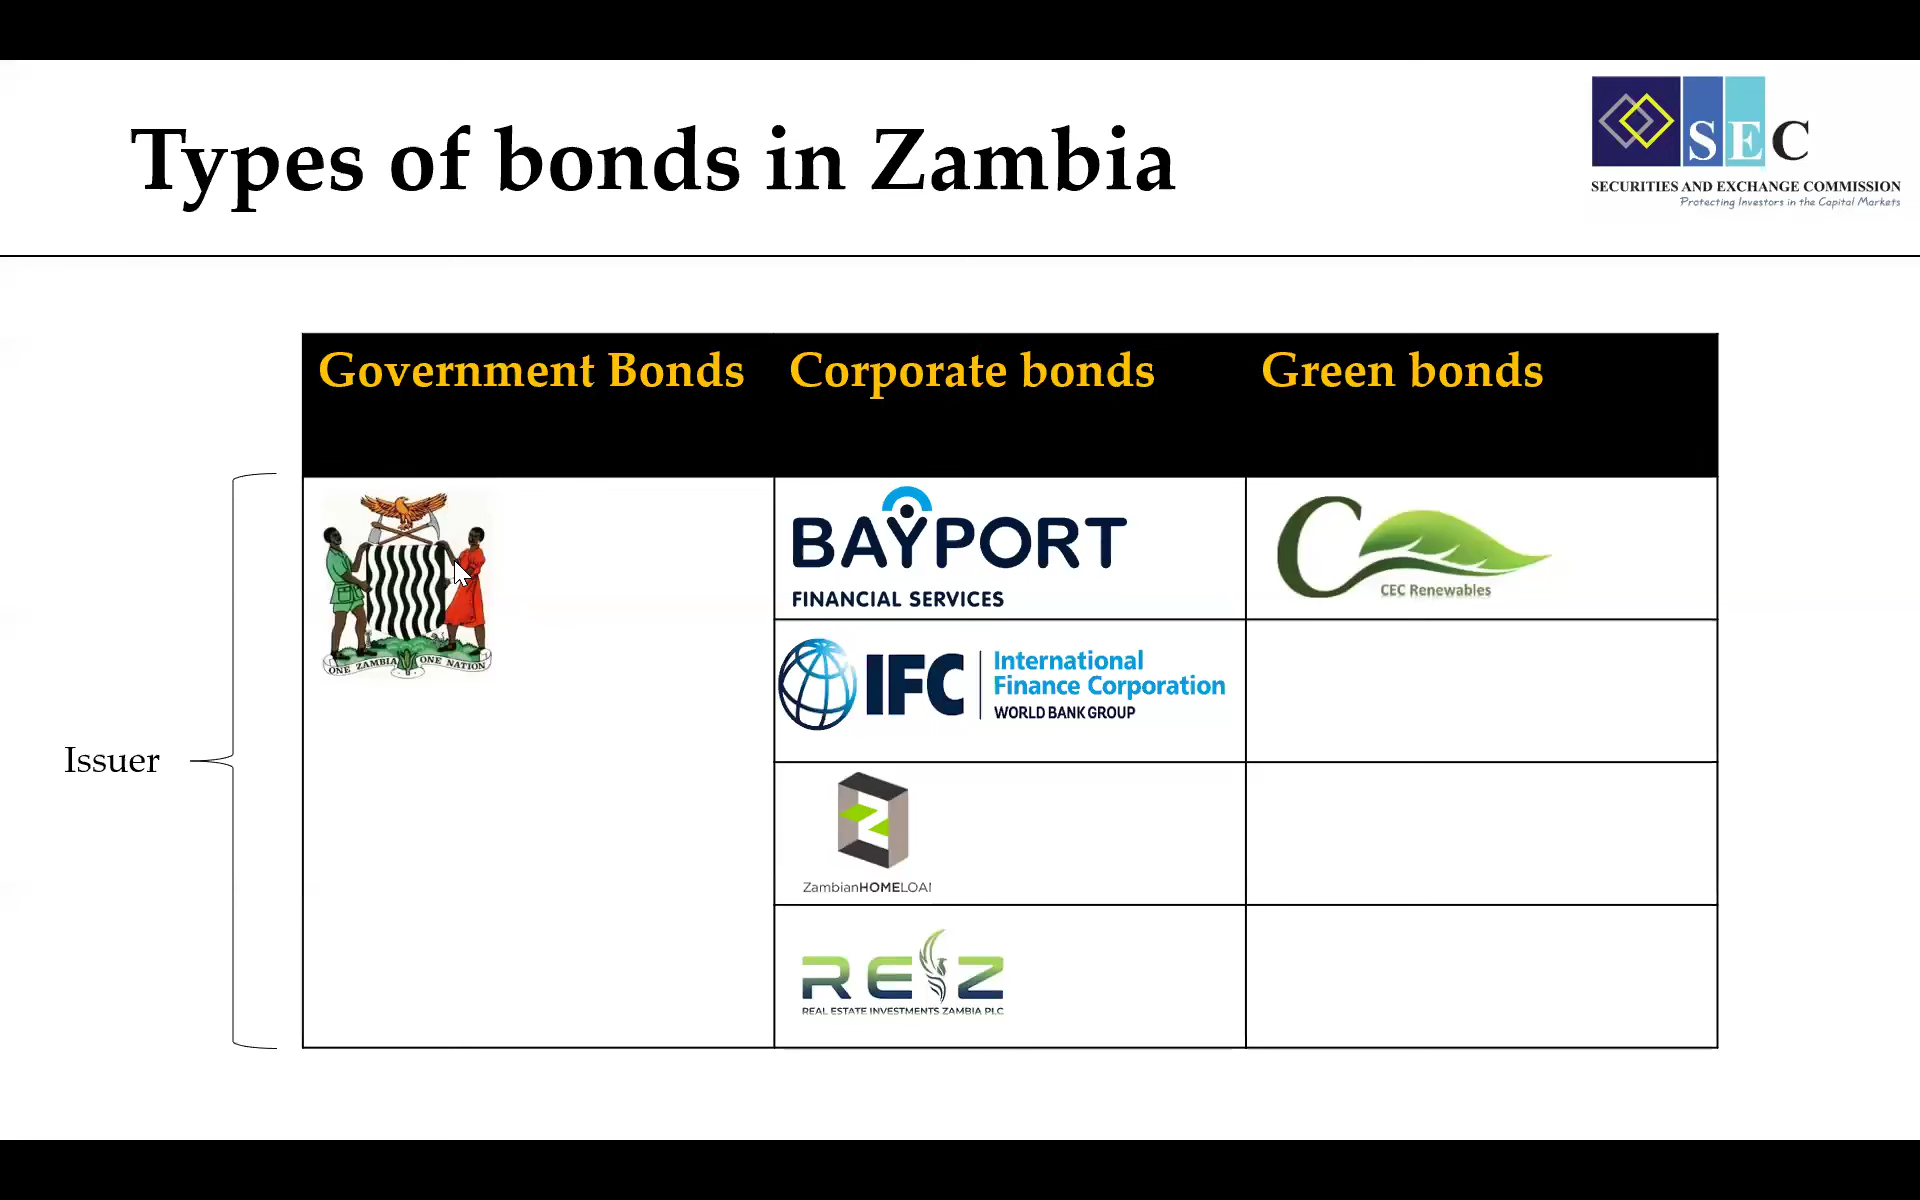 Types of bonds in Zambia
SEC
SECURITIES AND EXCHANGE COMMISSION
Protecting Investors in the Capital Markets
Government Bonds
Corporate bonds
Green bonds
Issuer
ONE ZAMBIA ONE NATION
BAYPORT
FINANCIAL SERVICES
C
CEC Renewables
IFC
International
Finance Corporation
WORLD BANK GROUP
Z
ZambianHOMELOAN
REIZ
REAL ESTATE INVESTMENTS ZAMBIA PLC